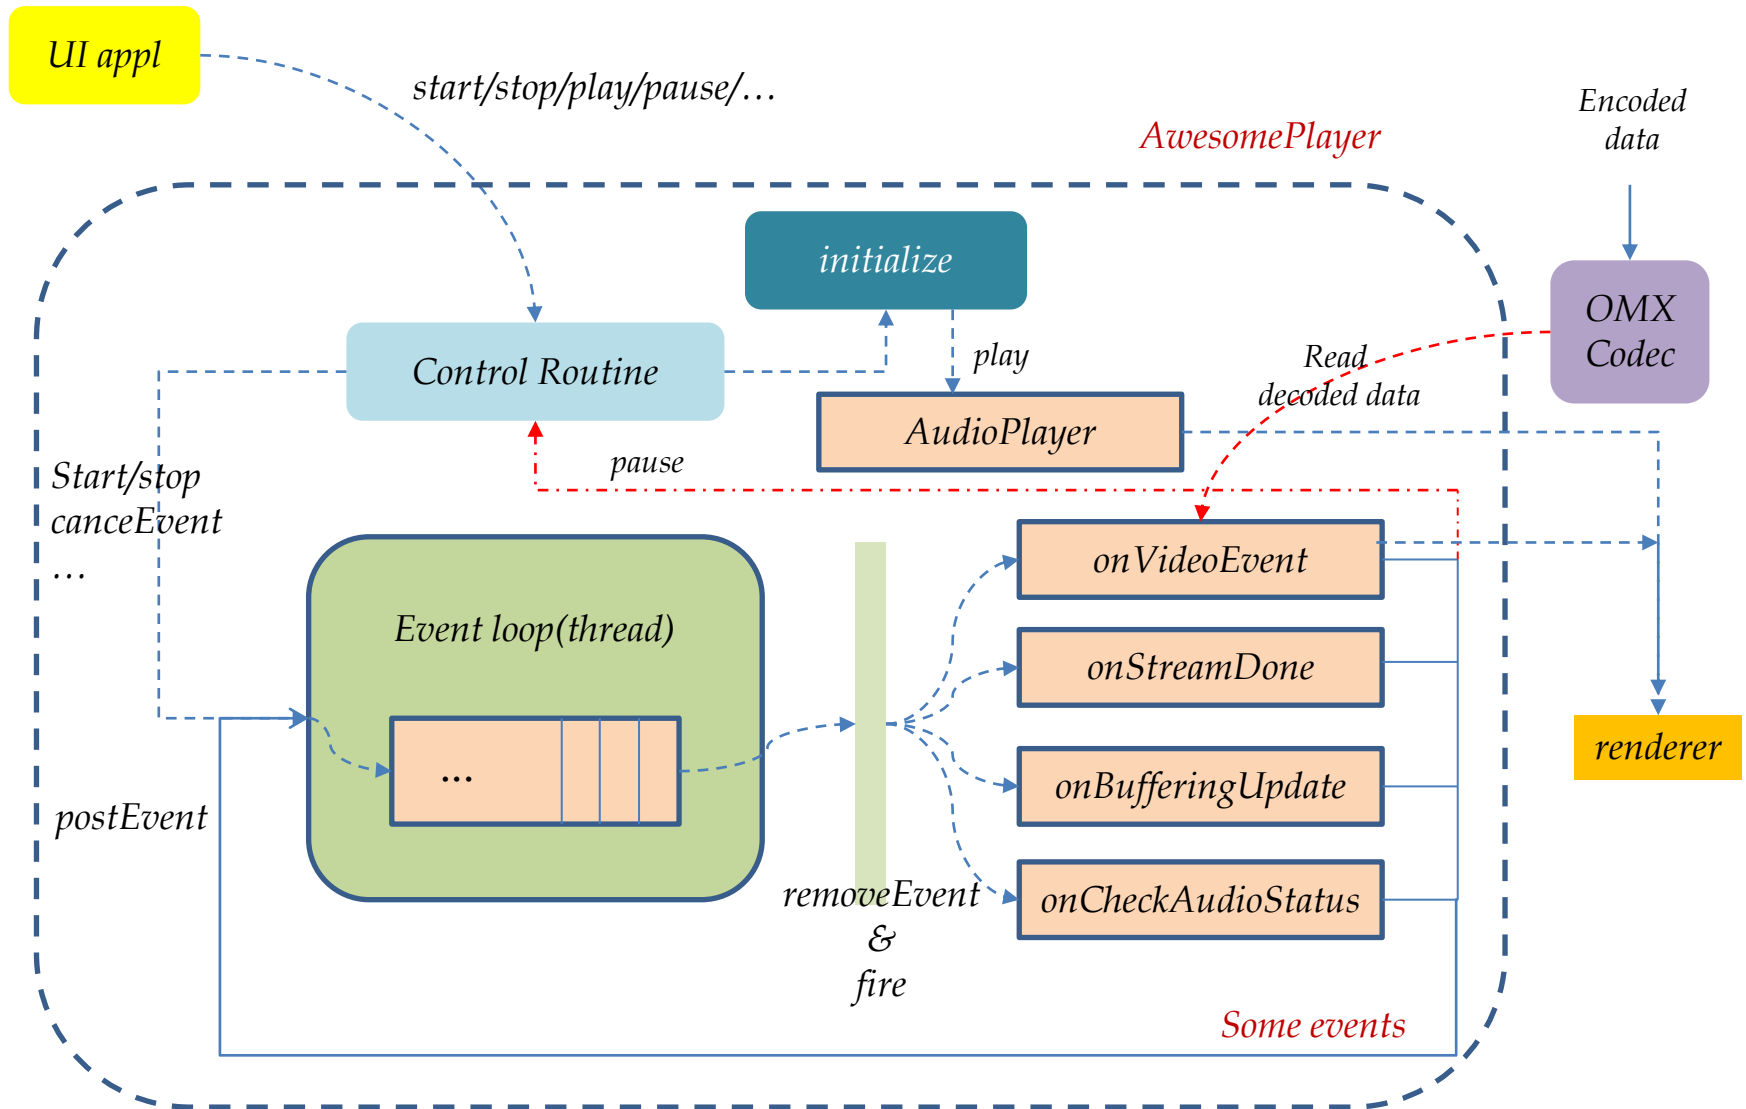 UI appl
start/stop/play/pause/…
Encoded
data
AwesomePlayer
initialize
OMX
Codec
Control Routine
play
Read
decoded data
AudioPlayer
pause
Start/stop
canceEvent
…
onVideoEvent
Event loop(thread)
onStreamDone
...
renderer
onBufferingUpdate
postEvent
removeEvent
&
fire
onCheckAudioStatus
Some events